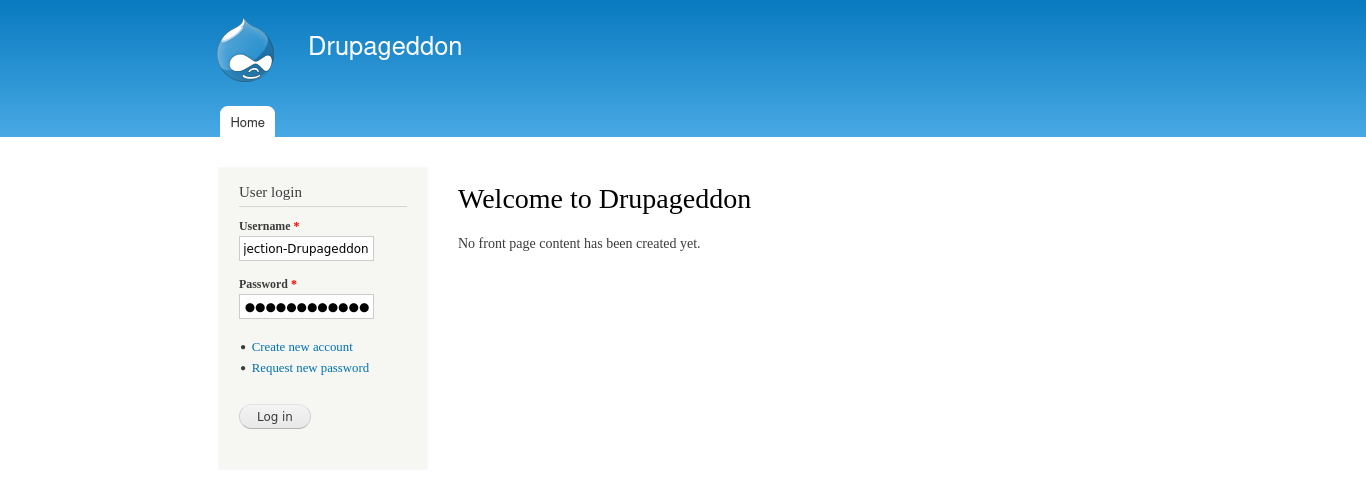 Drupageddon
Home
User login
Username *
jection-Drupageddon
Password *
Create new account
Request new password
Log in
Welcome to Drupageddon
No front page content has been created yet.